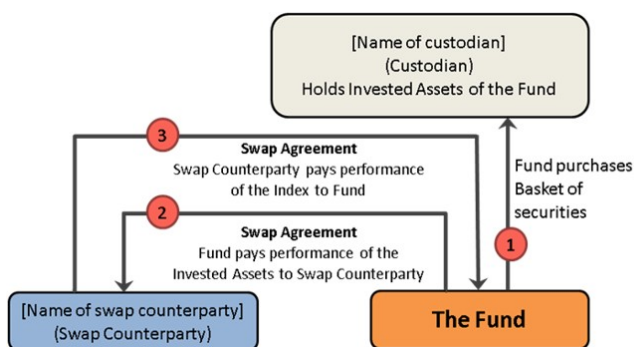 [Name of custodian]
(Custodian)
Holds Invested Assets of the Fund
3
Swap Agreement
Swap Counterparty pays performance
of the Index to Fund
Fund purchases
Basket of
securities
2
Swap Agreement
Fund pays performance of the
Invested Assets to Swap Counterparty
1
[Name of swap counterparty]
(Swap Counterparty)
The Fund